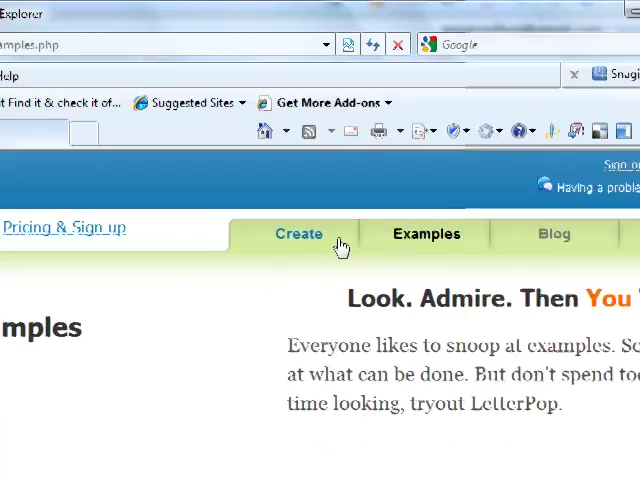 Explorer
amples.php
Google
Help
Snagi
t Find it & check it of...
Suggested Sites
Get More Add-ons
Sign o
Having a proble
Pricing & Sign up
Create
Examples
Blog
Look. Admire. Then You
amples
Everyone likes to snoop at examples. Sc
at what can be done. But don't spend too
time looking, tryout LetterPop.